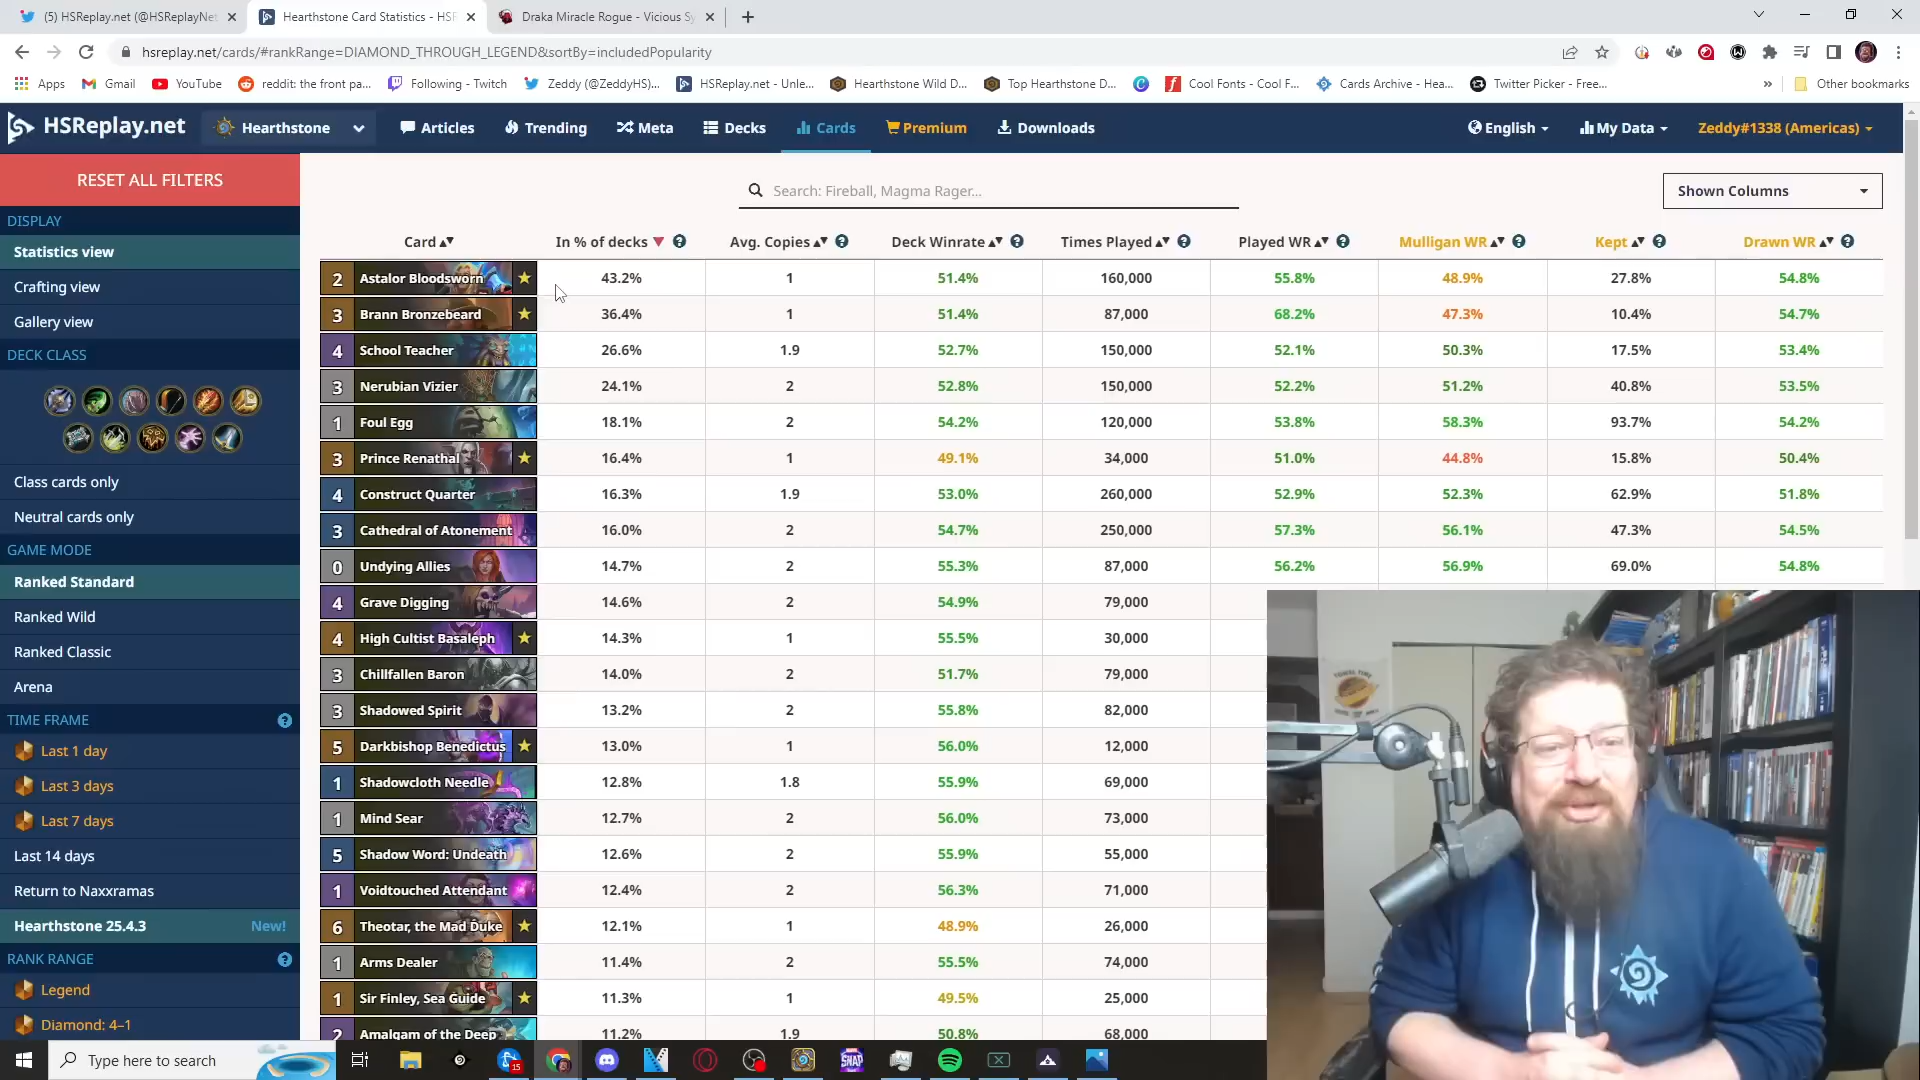 (5) HSReplay.net (@HSReplayNet
Hearthstone Card Statistics - HSR
Draka Miracle Rogue - Vicious Sy
hsreplay.net/cards/#rankRange=DIAMOND_THROUGH_LEGEND&sortBy=includedPopularity
Apps
Gmail
YouTube
reddit: the front pa...
Following - Twitch
Zeddy (@ZeddyHS)...
HSReplay.net - Unle...
Hearthstone Wild D...
Top Hearthstone D...
Cool Fonts - Cool F...
Cards Archive - Hea...
Twitter Picker - Free...
»
Other bookmarks
HSReplay.net
Hearthstone
Articles
Trending
Meta
Decks
Cards
Premium
Downloads
English
My Data
Zeddy#1338 (Americas)
RESET ALL FILTERS
Search: Fireball, Magma Rager...
Shown Columns
DISPLAY
Statistics view
Crafting view
Gallery view
DECK CLASS
Class cards only
Neutral cards only
GAME MODE
Ranked Standard
Ranked Wild
Ranked Classic
Arena
TIME FRAME ?
Last 1 day
Last 3 days
Last 7 days
Last 14 days
Return to Naxxramas
Hearthstone 25.4.3 New!
RANK RANGE ?
Legend
Diamond: 4–1
Card In % of decks ? Avg. Copies ? Deck Winrate ? Times Played ? Played WR ? Mulligan WR ? Kept ? Drawn WR ?
2 Astalor Bloodsworn 43.2% 1 51.4% 160,000 55.8% 48.9% 27.8% 54.8%
3 Brann Bronzebeard 36.4% 1 51.4% 87,000 68.2% 47.3% 10.4% 54.7%
4 School Teacher 26.6% 1.9 52.7% 150,000 52.1% 50.3% 17.5% 53.4%
3 Nerubian Vizier 24.1% 2 52.8% 150,000 52.2% 51.2% 40.8% 53.5%
1 Foul Egg 18.1% 2 54.2% 120,000 53.8% 58.3% 93.7% 54.2%
3 Prince Renathal 16.4% 1 49.1% 34,000 51.0% 44.8% 15.8% 50.4%
4 Construct Quarter 16.3% 1.9 53.0% 260,000 52.9% 52.3% 62.9% 51.8%
3 Cathedral of Atonement 16.0% 2 54.7% 250,000 57.3% 56.1% 47.3% 54.5%
0 Undying Allies 14.7% 2 55.3% 87,000 56.2% 56.9% 69.0% 54.8%
4 Grave Digging 14.6% 2 54.9% 79,000
4 High Cultist Basaleph 14.3% 1 55.5% 30,000
3 Chillfallen Baron 14.0% 2 51.7% 79,000
3 Shadowed Spirit 13.2% 2 55.8% 82,000
5 Darkbishop Benedictus 13.0% 1 56.0% 12,000
1 Shadowcloth Needle 12.8% 1.8 55.9% 69,000
1 Mind Sear 12.7% 2 56.0% 73,000
5 Shadow Word: Undeath 12.6% 2 55.9% 55,000
1 Voidtouched Attendant 12.4% 2 56.3% 71,000
6 Theotar, the Mad Duke 12.1% 1 48.9% 26,000
1 Arms Dealer 11.4% 2 55.5% 74,000
1 Sir Finley, Sea Guide 11.3% 1 49.5% 25,000
2 Amalgam of the Deep 11.2% 1.9 50.8% 68,000
Type here to search
15
SNAP